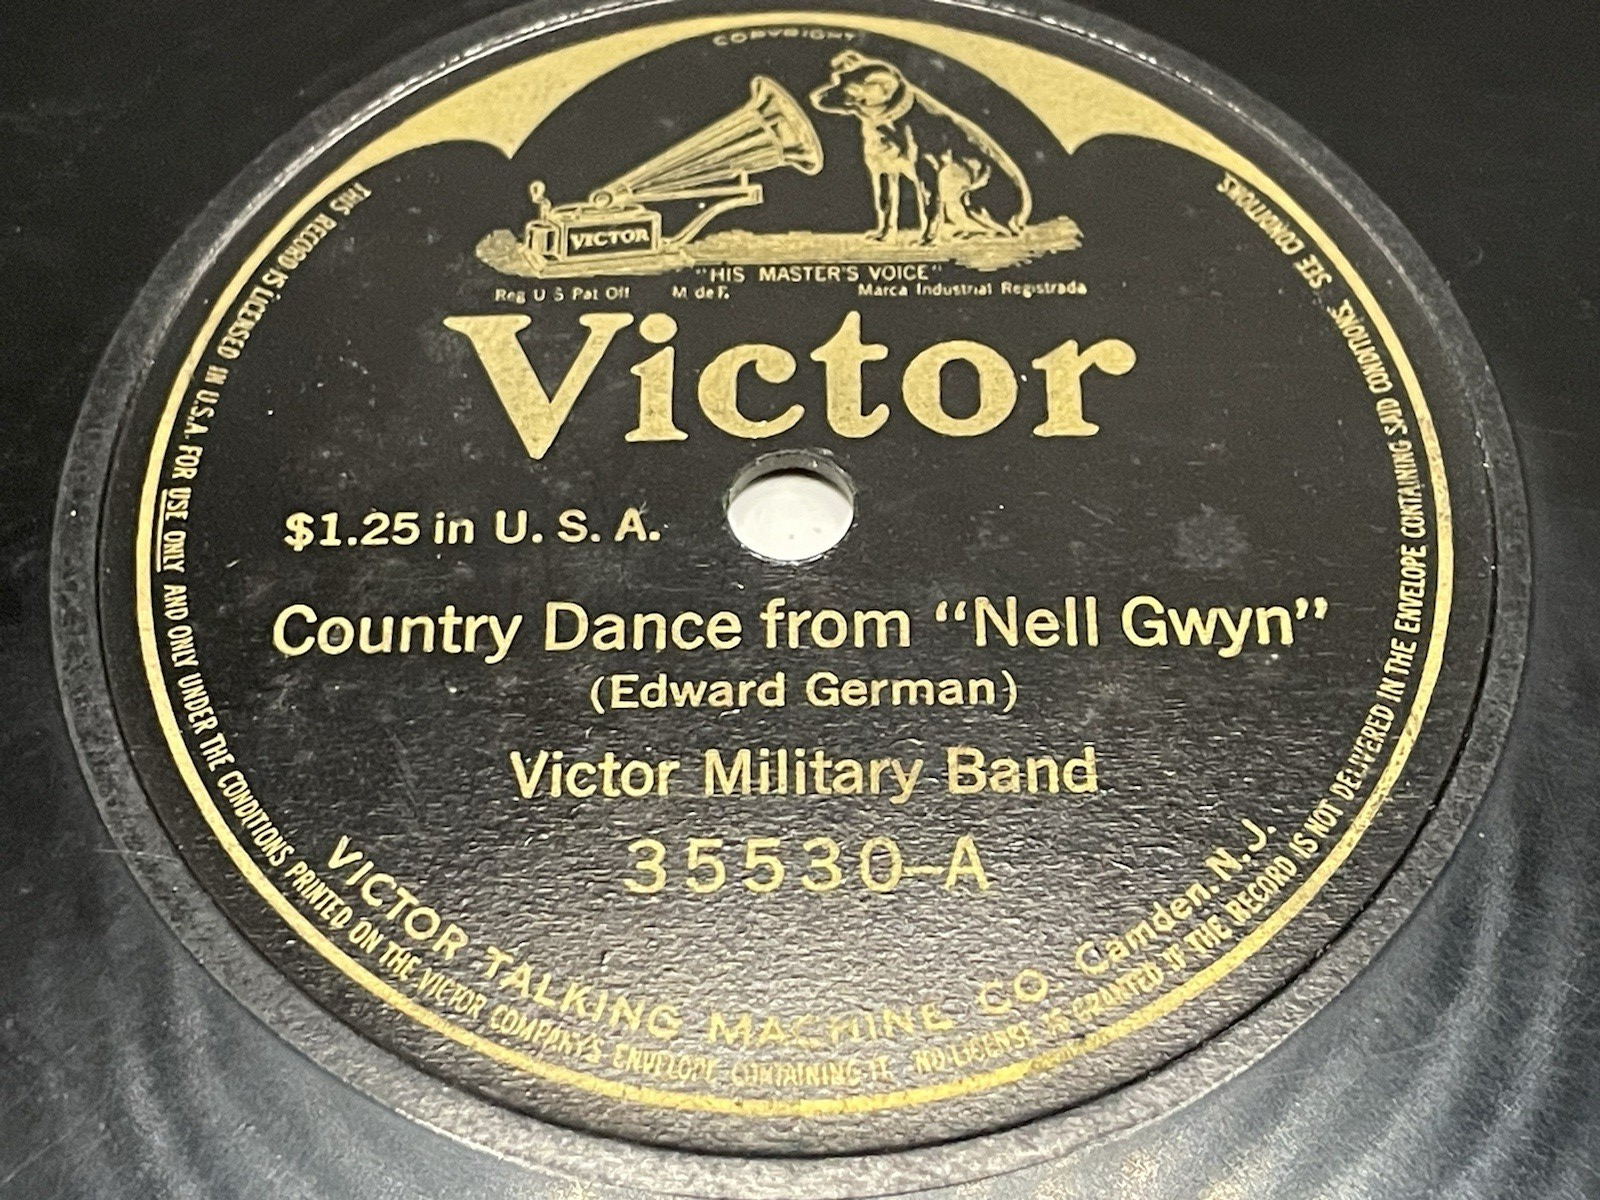 COPYRIGHT
VICTOR
"HIS MASTER'S VOICE"
Reg U S Pat Off M de F. Marca Industrial Registrada
Victor
$1.25 in U. S. A.
Country Dance from "Nell Gwyn"
(Edward German)
Victor Military Band
35530-A
VICTOR TALKING MACHINE CO. Camden, N. J.
THIS RECORD IS LICENSED IN U.S.A. FOR USE ONLY AND ONLY UNDER THE CONDITIONS PRINTED ON THE VICTOR COMPANY'S ENVELOPE CONTAINING IT. NO LICENSE IS GRANTED IF THE RECORD IS NOT DELIVERED IN THE ENVELOPE CONTAINING SAID CONDITIONS. SEE CONDITIONS.